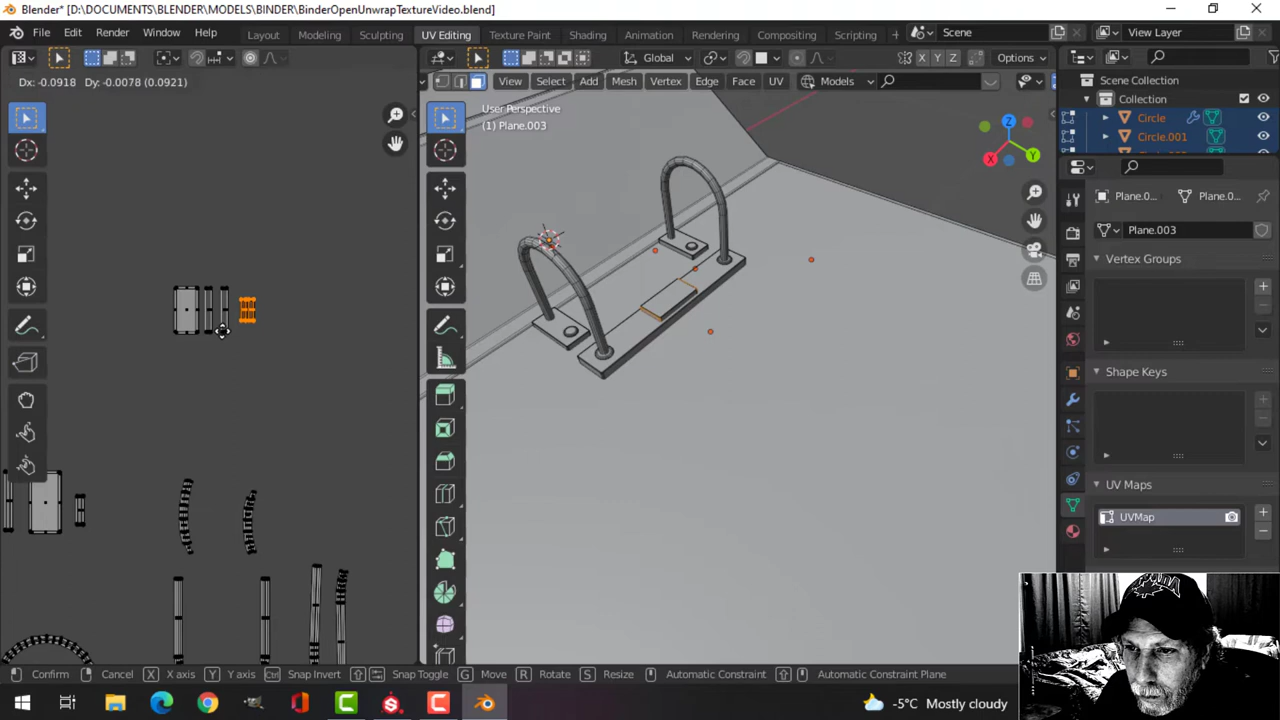 Blender* [D:\DOCUMENTS\BLENDER\MODELS\BINDER\BinderOpenUnwrapTextureVideo.blend]
File Edit Render Window Help Layout Modeling Sculpting UV Editing Texture Paint Shading Animation Rendering Compositing Scripting Scene View Layer
Global X Y Z Options
Dx: -0.0918 Dy: -0.0078 (0.0921) View Select Add Mesh Vertex Edge Face UV Models
Scene Collection
Collection
User Perspective
(1) Plane.003
Circle
Circle.001
Z
Y
X
Plane.0... Plane.0...
Plane.003
Vertex Groups
Shape Keys
UV Maps
UVMap
Confirm Cancel X X axis Y Y axis Ctrl Snap Invert Snap Toggle G Move R Rotate S Resize Automatic Constraint Automatic Constraint Plane
-5°C Mostly cloudy